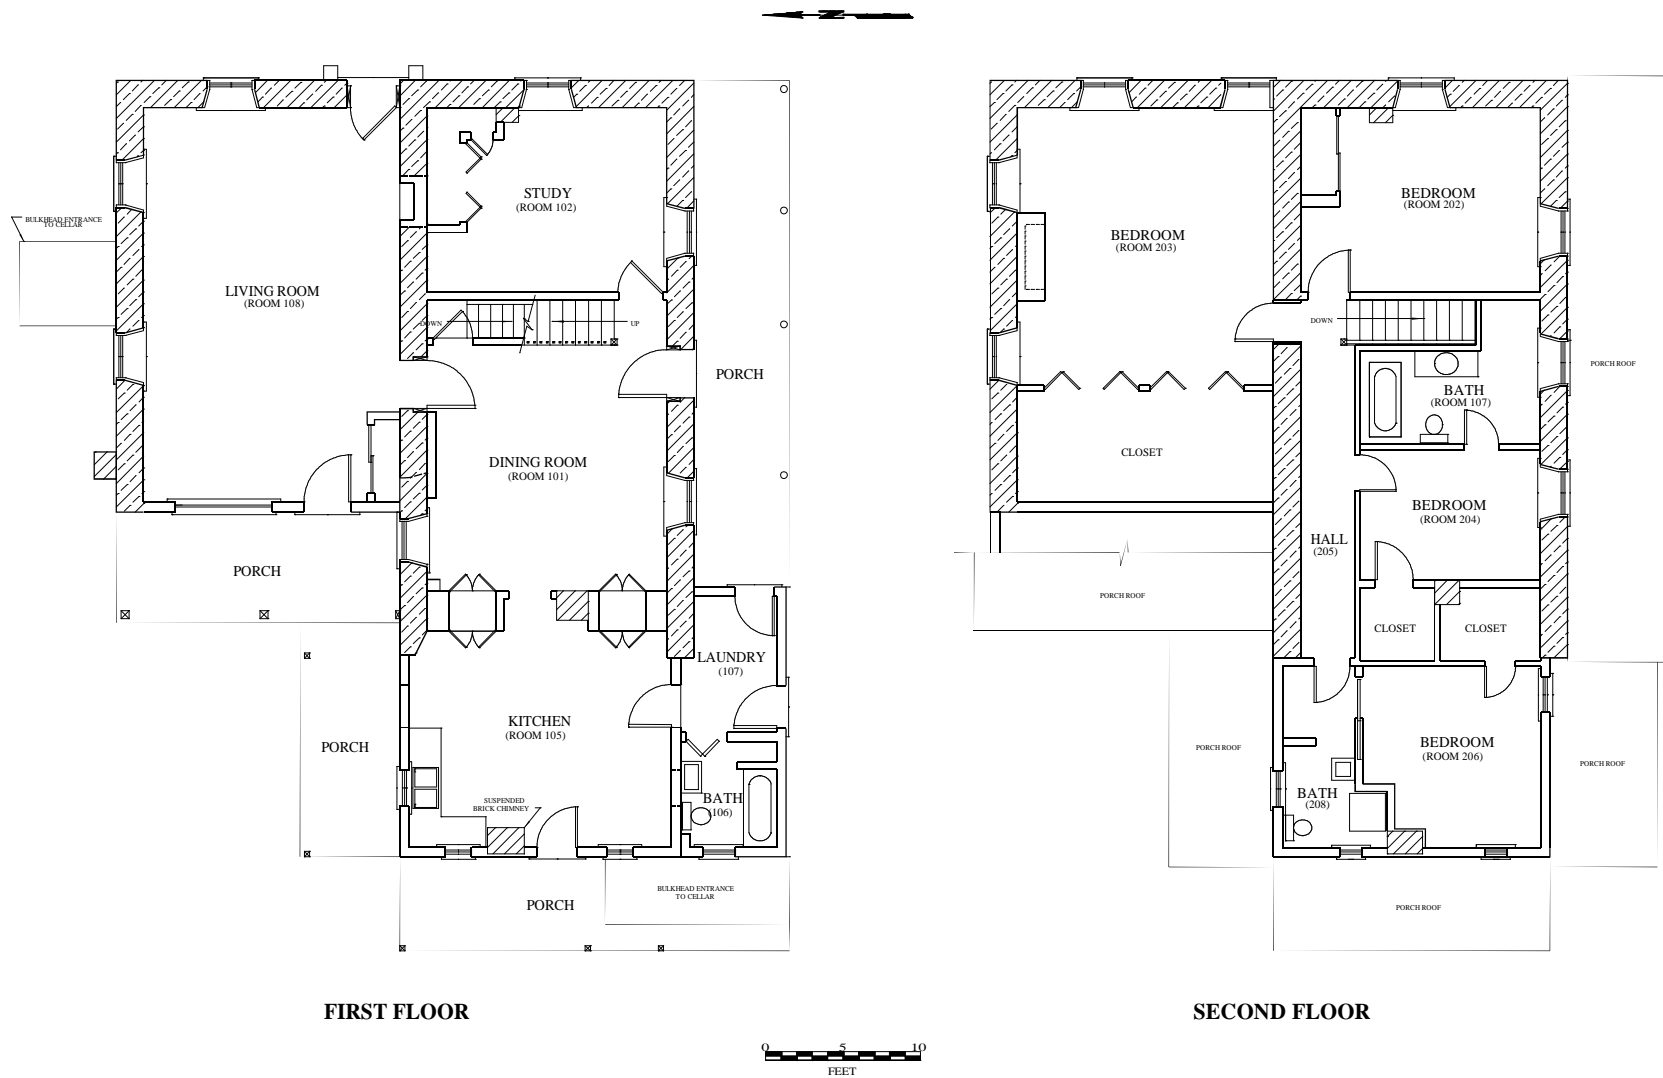 N
BULKHEAD ENTRANCE
TO CELLAR
LIVING ROOM
(ROOM 108)
STUDY
(ROOM 102)
DOWN
UP
PORCH
DINING ROOM
(ROOM 101)
PORCH
PORCH
LAUNDRY
(107)
KITCHEN
(ROOM 105)
SUSPENDED
BRICK CHIMNEY
BATH
(106)
PORCH
BULKHEAD ENTRANCE
TO CELLAR
FIRST FLOOR
BEDROOM
(ROOM 203)
BEDROOM
(ROOM 202)
DOWN
PORCH ROOF
BATH
(ROOM 107)
CLOSET
BEDROOM
(ROOM 204)
HALL
(205)
PORCH ROOF
CLOSET
CLOSET
PORCH ROOF
BEDROOM
(ROOM 206)
PORCH ROOF
BATH
(208)
PORCH ROOF
SECOND FLOOR
0 5 10
FEET